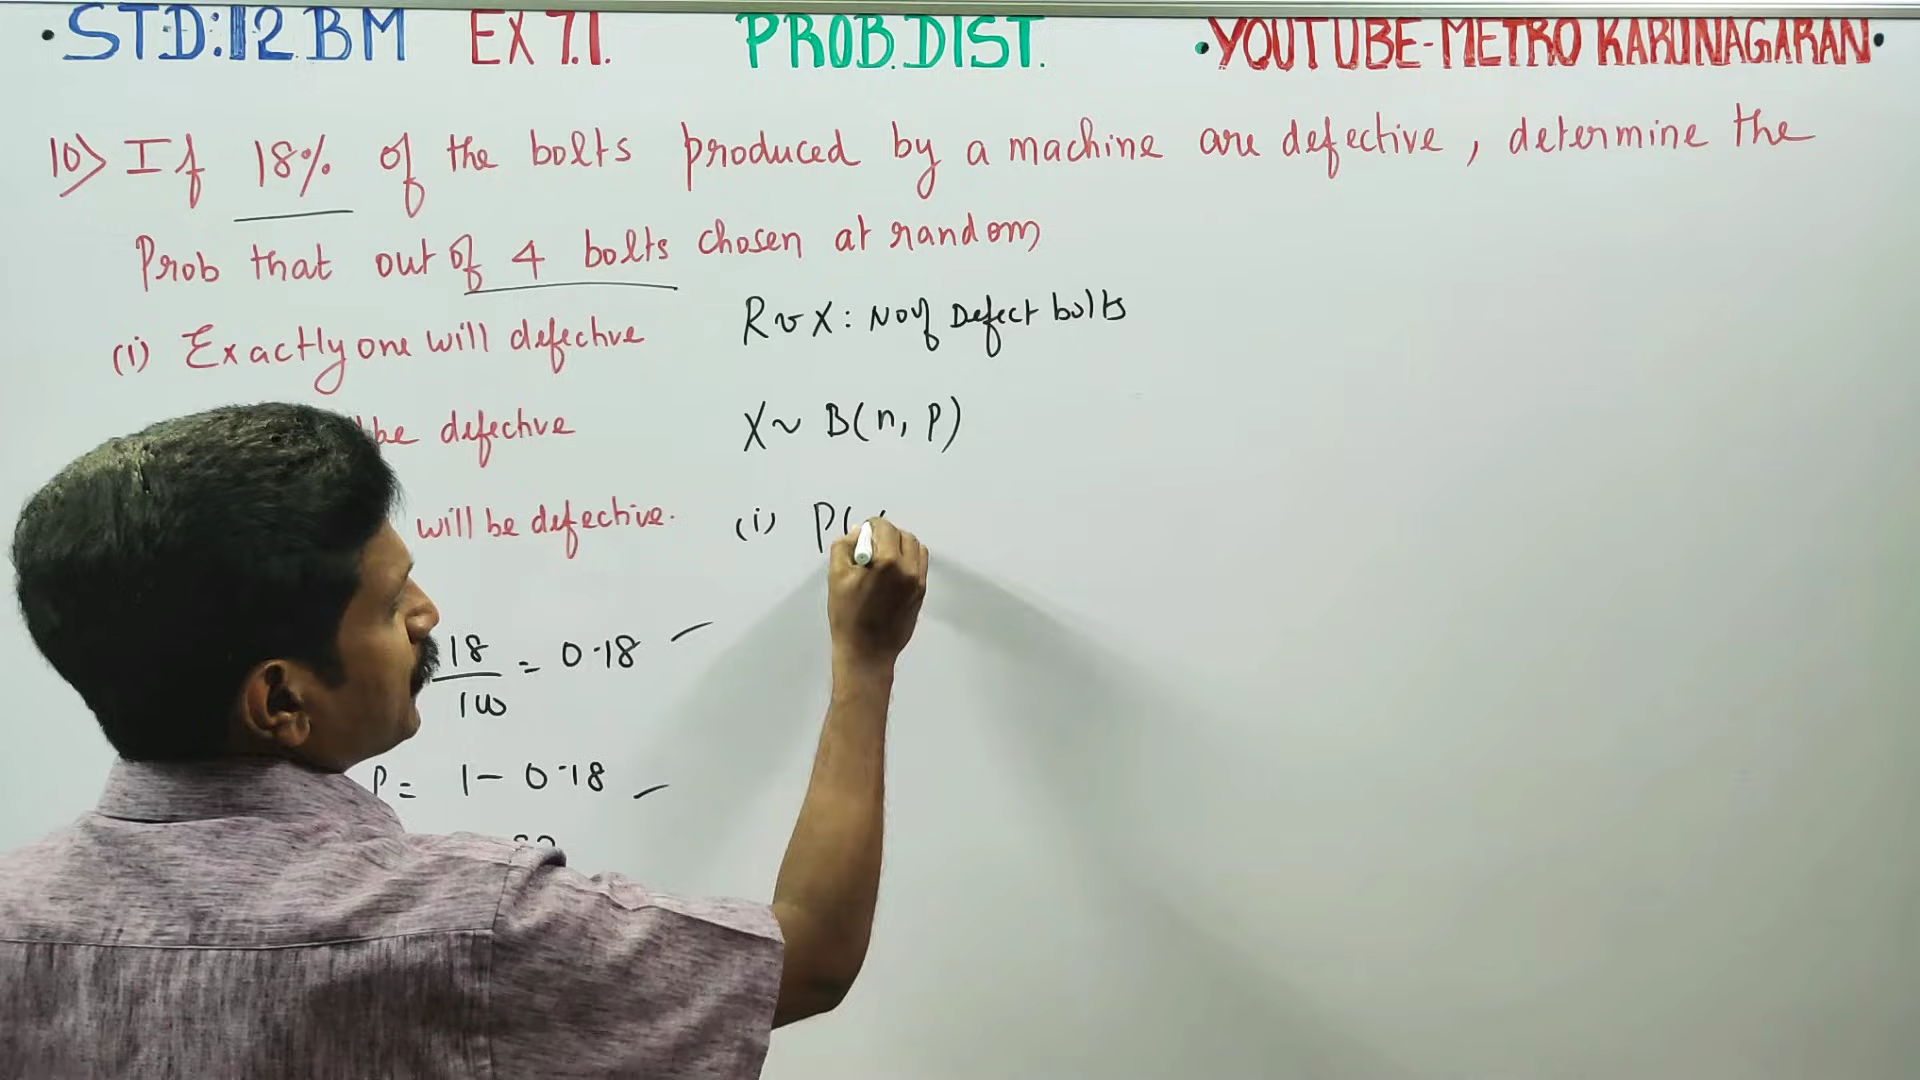 •STD:12 BM EX 7.1. PROB.DIST. •YOUTUBE-METRO KARUNAGARAN•
10) If 18% of the bolts produced by a machine are defective, determine the
Prob that out of 4 bolts chosen at random
(i) Exactly one will defective
be defective
will be defective.
18/100 = 0.18
P = 1 - 0.18
RvX: No of Defect bolts
X~ B(n, P)
(i) P(